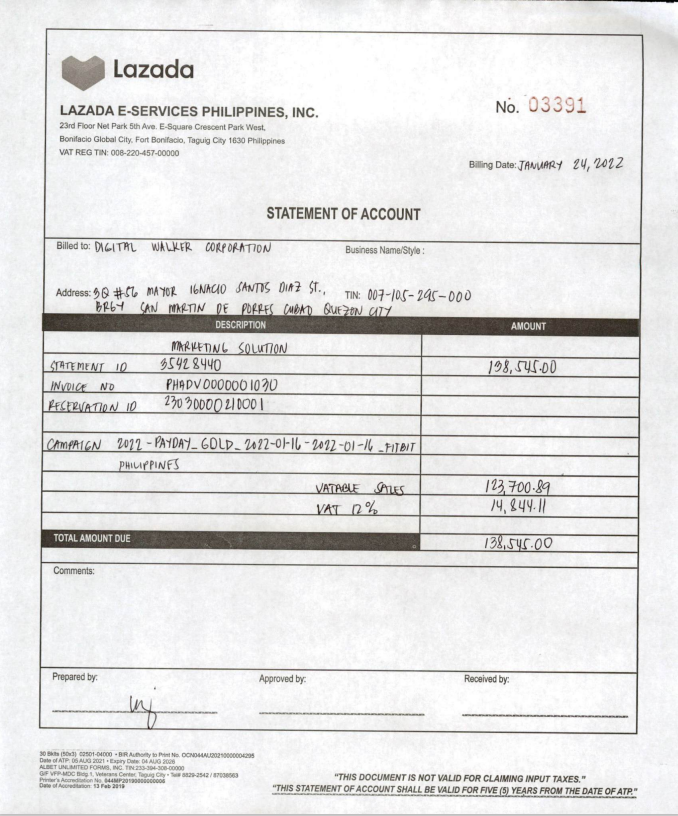 Lazada
LAZADA E-SERVICES PHILIPPINES, INC.
No. 03391
23rd Floor Net Park 5th Ave. E-Square Crescent Park West,
Bonifacio Global City, Fort Bonifacio, Taguig City 1630 Philippines
VAT REG TIN: 008-220-457-00000
Billing Date: JANUARY 24, 2022
STATEMENT OF ACCOUNT
Billed to: DIGITAL WALKER CORPORATION
Business Name/Style :
Address: 3Q #56 MAYOR IGNACIO SANTOS DIAZ ST.,
TIN: 007-105-295-000
BRGY SAN MARTIN DE PORRES CUBAO QUEZON CITY
DESCRIPTION AMOUNT
MARKETING SOLUTION
STATEMENT ID 35428440 138,545.00
INVOICE NO PHADV0000001030
RESERVATION ID 23030000210001
CAMPAIGN 2022 - PAYDAY_GOLD_2022-01-16-2022-01-16_FITBIT
PHILIPPINES
VATABLE SALES 123,700.89
VAT 12% 14,844.11
TOTAL AMOUNT DUE 138,545.00
Comments:
Prepared by: Approved by: Received by:
30 Bklts (50x3) 02501-04000 • BIR Authority to Print No. OCN044AU20210000004295
Date of ATP: 05 AUG 2021 • Expiry Date: 04 AUG 2026
ALBET UNLIMITED FORMS, INC. TIN:233-394-308-00000
G/F VFP-MDC Bldg.1, Veterans Center, Taguig City • Tel# 8829-2542 / 87038563
Printer's Accreditation No. 044MP20190000000006
Date of Accreditation: 13 Feb 2019
"THIS DOCUMENT IS NOT VALID FOR CLAIMING INPUT TAXES."
"THIS STATEMENT OF ACCOUNT SHALL BE VALID FOR FIVE (5) YEARS FROM THE DATE OF ATP."